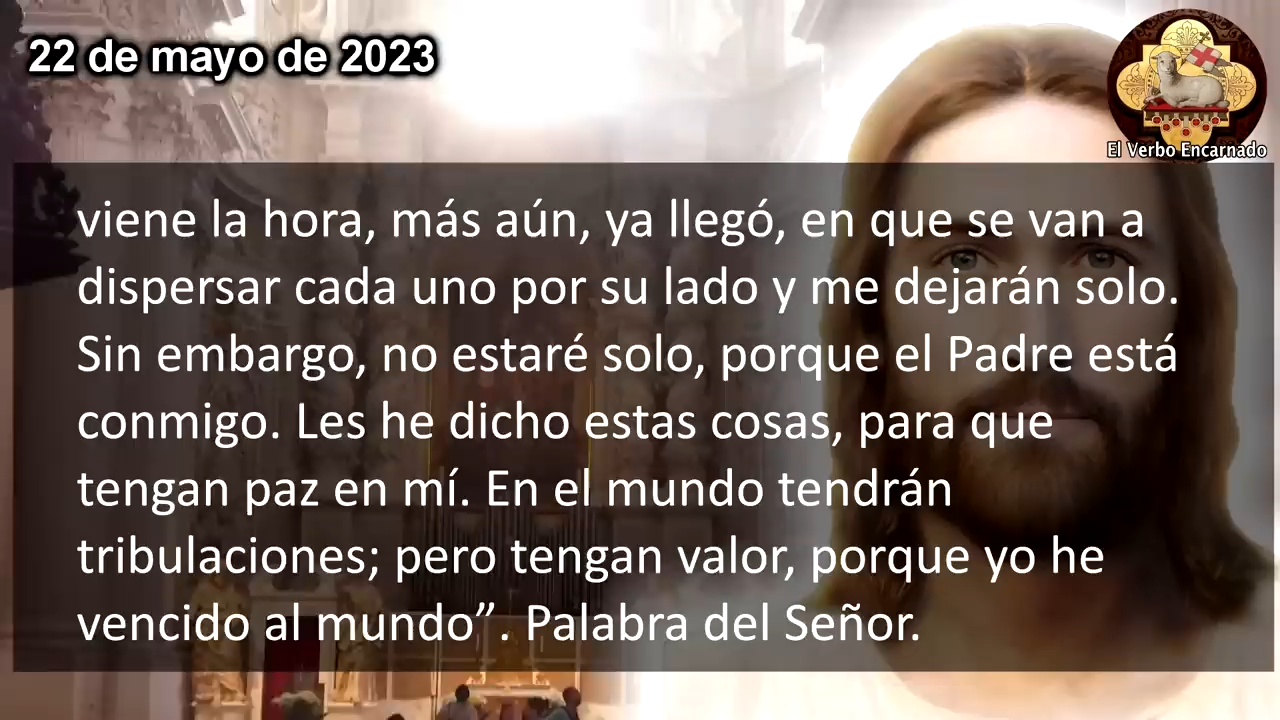 22 de mayo de 2023
El Verbo Encarnado
viene la hora, más aún, ya llegó, en que se van a
dispersar cada uno por su lado y me dejarán solo.
Sin embargo, no estaré solo, porque el Padre está
conmigo. Les he dicho estas cosas, para que
tengan paz en mí. En el mundo tendrán
tribulaciones; pero tengan valor, porque yo he
vencido al mundo”. Palabra del Señor.